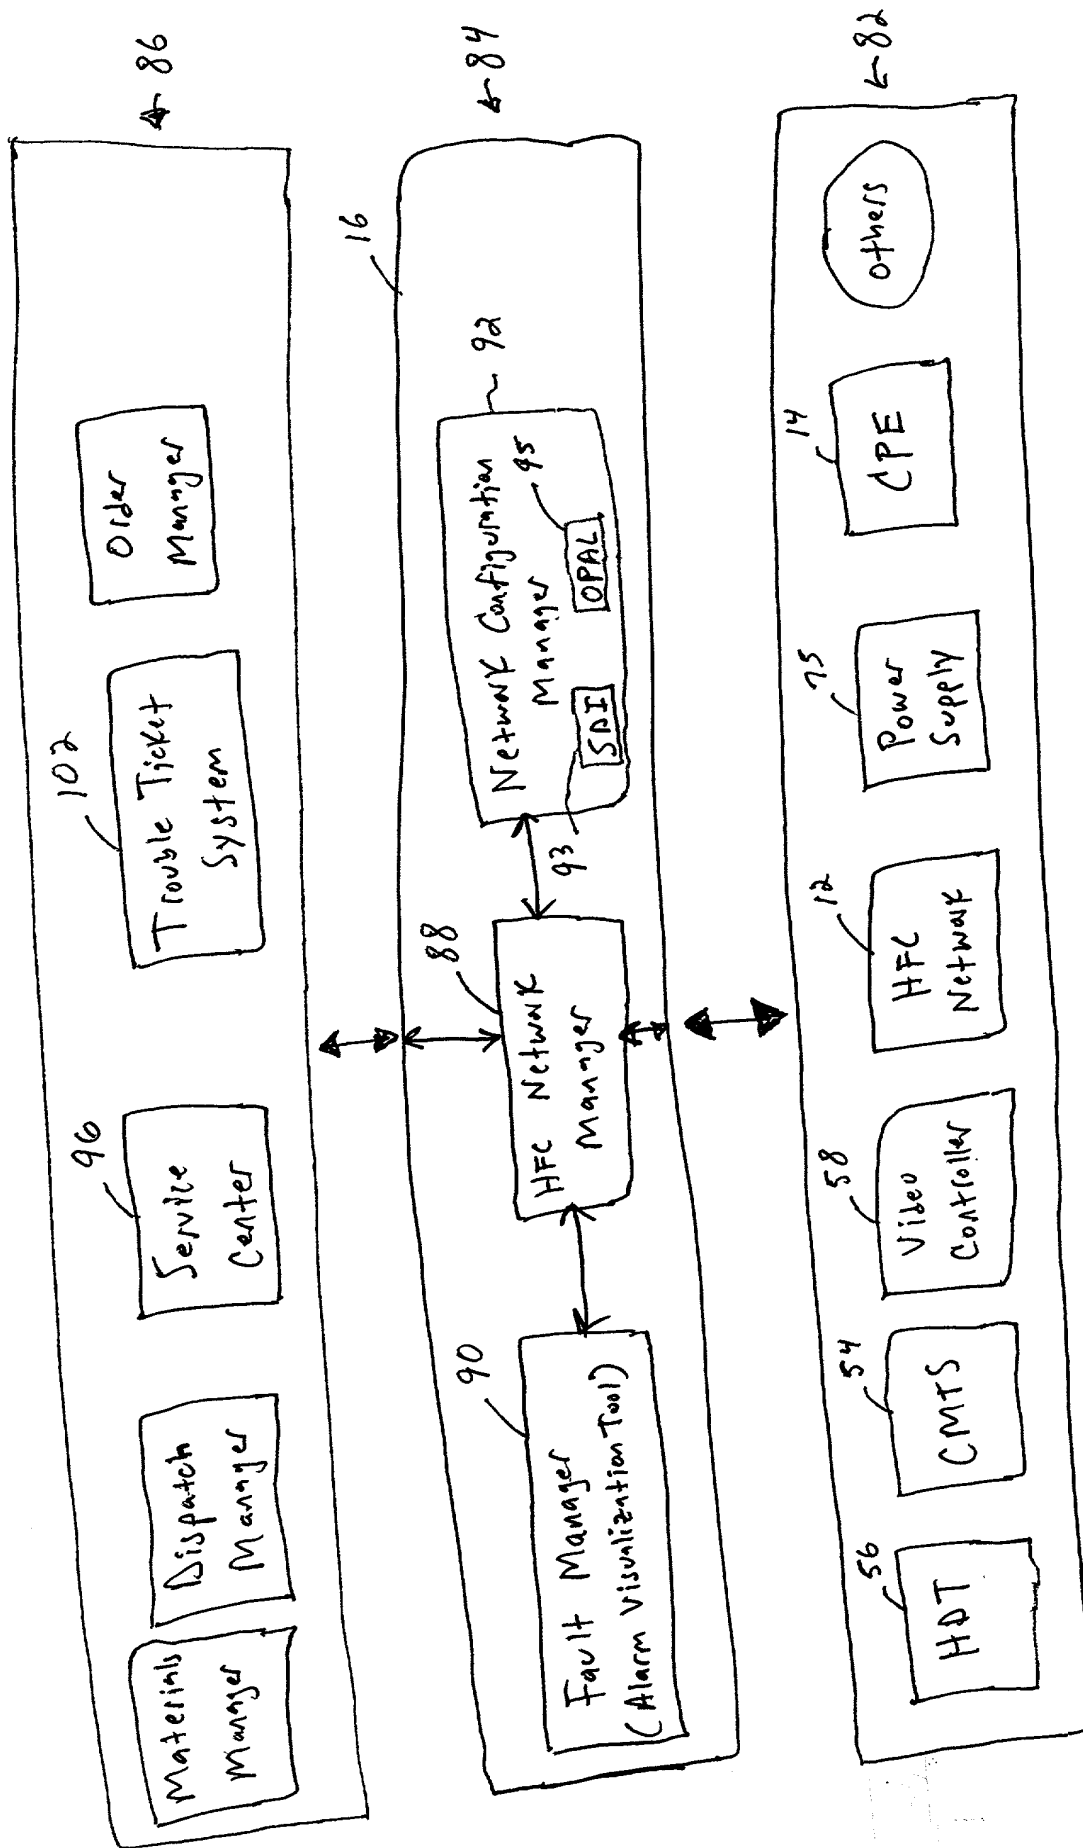 86
Materials
Manager
Dispatch
Manager
96
Service
Center
102
Trouble Ticket
System
Order
Manager
84
16
90
Fault Manager
(Alarm Visualization Tool)
88
HFC Network
Manager
92
Network Configuration
Manager
93
SDI
95
OPAL
82
56
HDT
54
CMTS
58
Video
Controller
12
HFC
Network
75
Power
Supply
14
CPE
others